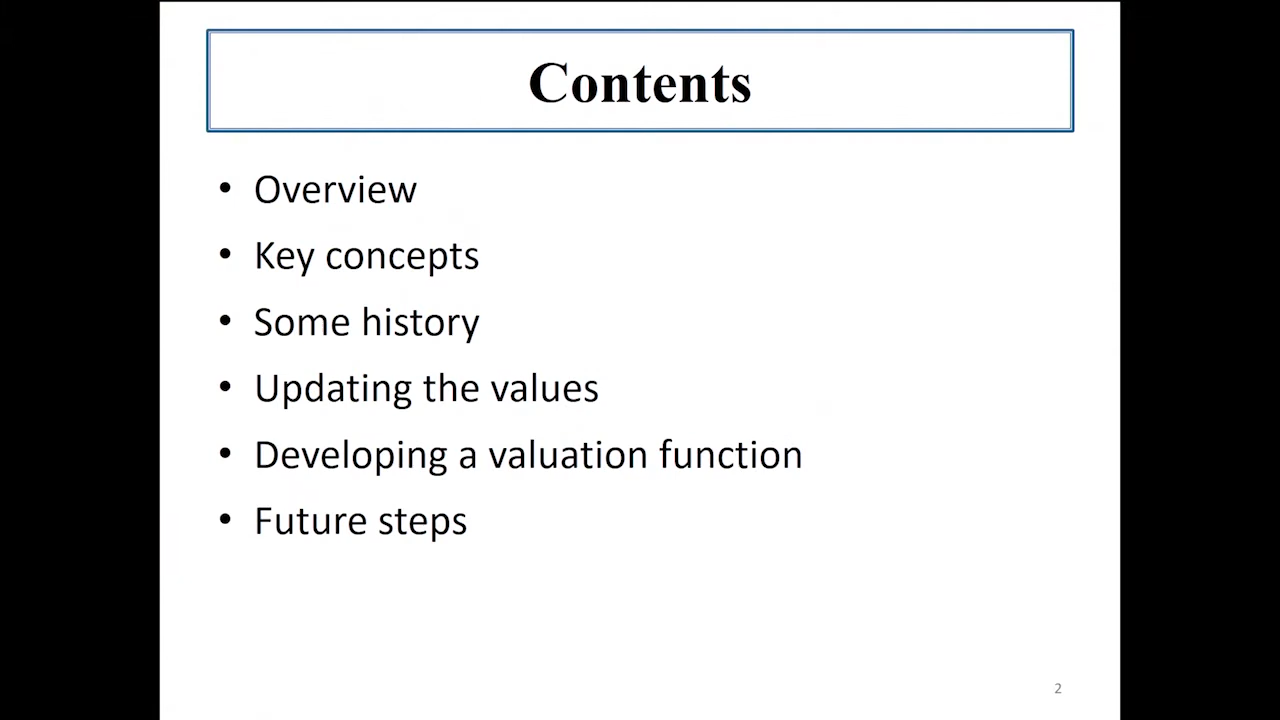 Contents
• Overview
• Key concepts
• Some history
• Updating the values
• Developing a valuation function
• Future steps
2